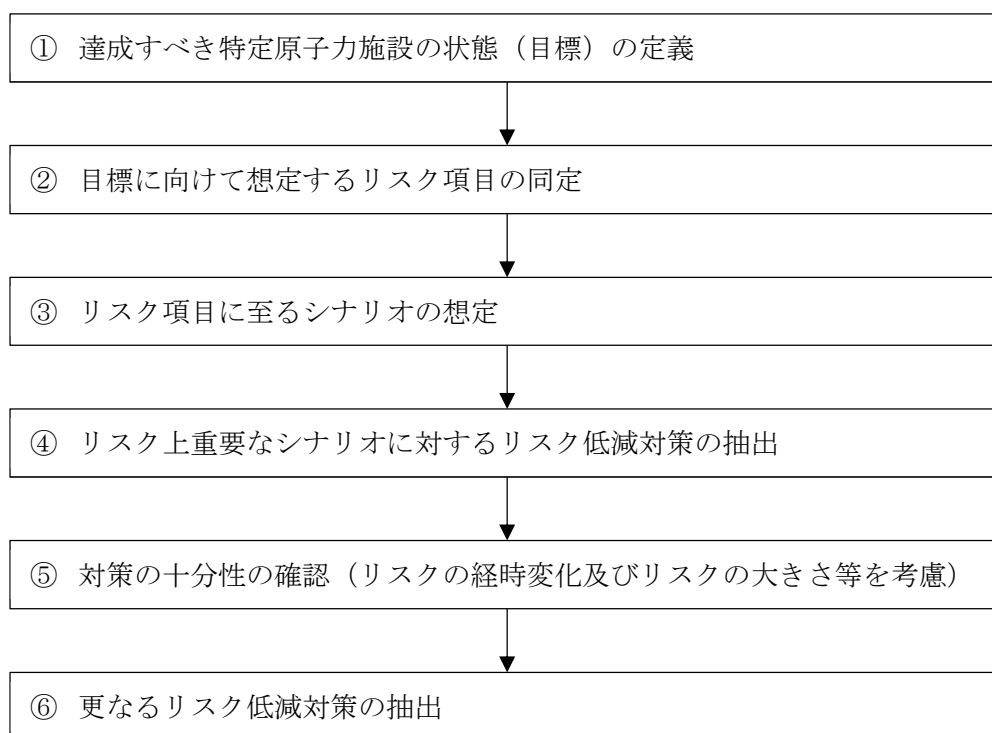 ① 達成すべき特定原子力施設の状態(目標)の定義
② 目標に向けて想定するリスク項目の同定
③ リスク項目に至るシナリオの想定
④ リスク上重要なシナリオに対するリスク低減対策の抽出
⑤ 対策の十分性の確認(リスクの経時変化及びリスクの大きさ等を考慮)
⑥ 更なるリスク低減対策の抽出